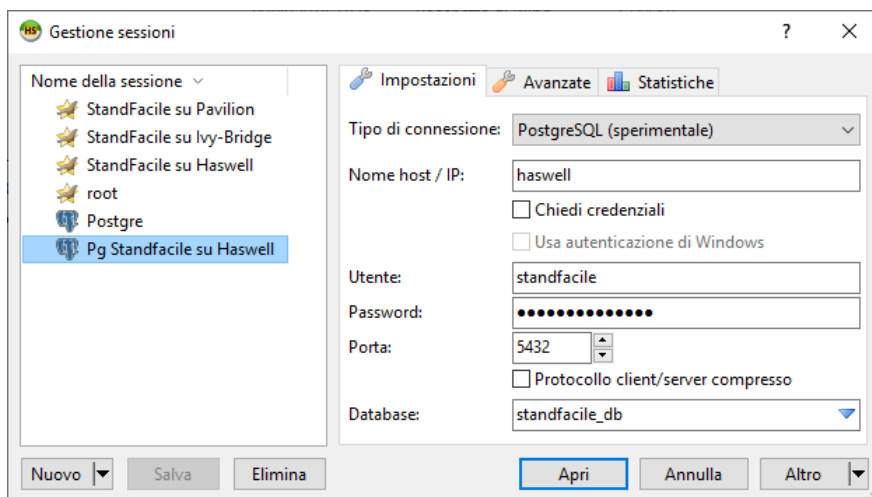 HS Gestione sessioni ?
Nome della sessione
StandFacile su Pavilion
StandFacile su Ivy-Bridge
StandFacile su Haswell
root
Postgre
Pg Standfacile su Haswell
Nuovo Salva Elimina
Impostazioni Avanzate Statistiche
Tipo di connessione: PostgreSQL (sperimentale)
Nome host / IP: haswell
Chiedi credenziali
Usa autenticazione di Windows
Utente: standfacile
Password: ●●●●●●●●●●●●●●
Porta: 5432
Protocollo client/server compresso
Database: standfacile_db
Apri Annulla Altro